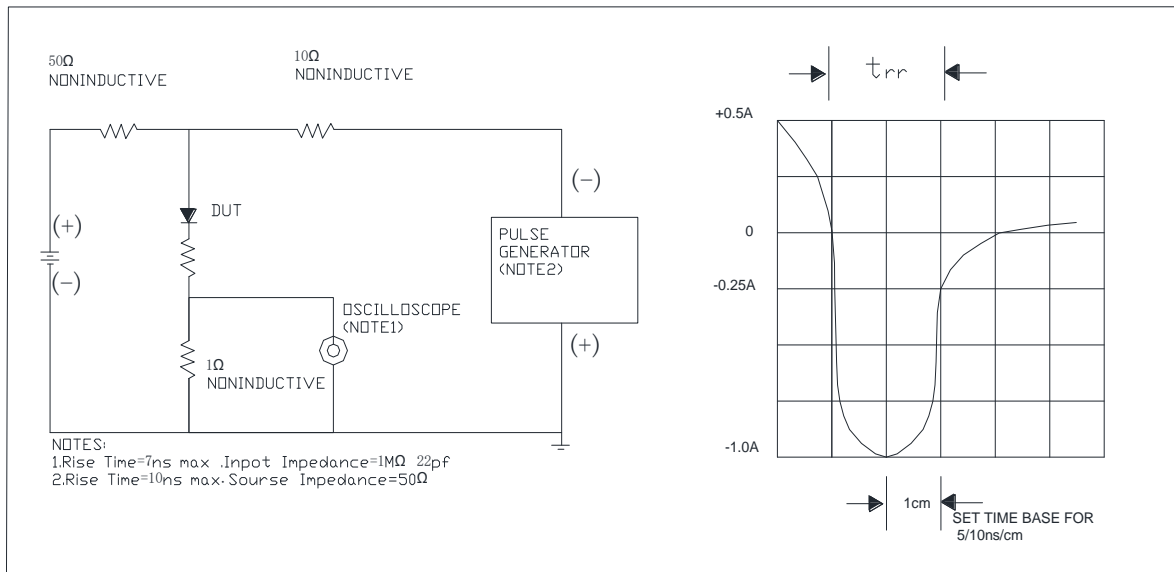 50Ω
NONINDUCTIVE
10Ω
NONINDUCTIVE
(+)
(-)
DUT
1Ω
NONINDUCTIVE
OSCILLOSCOPE
(NOTE1)
(-)
PULSE
GENERATOR
(NOTE2)
(+)
NOTES:
1.Rise Time=7ns max .Inpot Impedance=1MΩ 22pf
2.Rise Time=10ns max. Sourse Impedance=50Ω
trr
+0.5A
0
-0.25A
-1.0A
1cm
SET TIME BASE FOR
5/10ns/cm